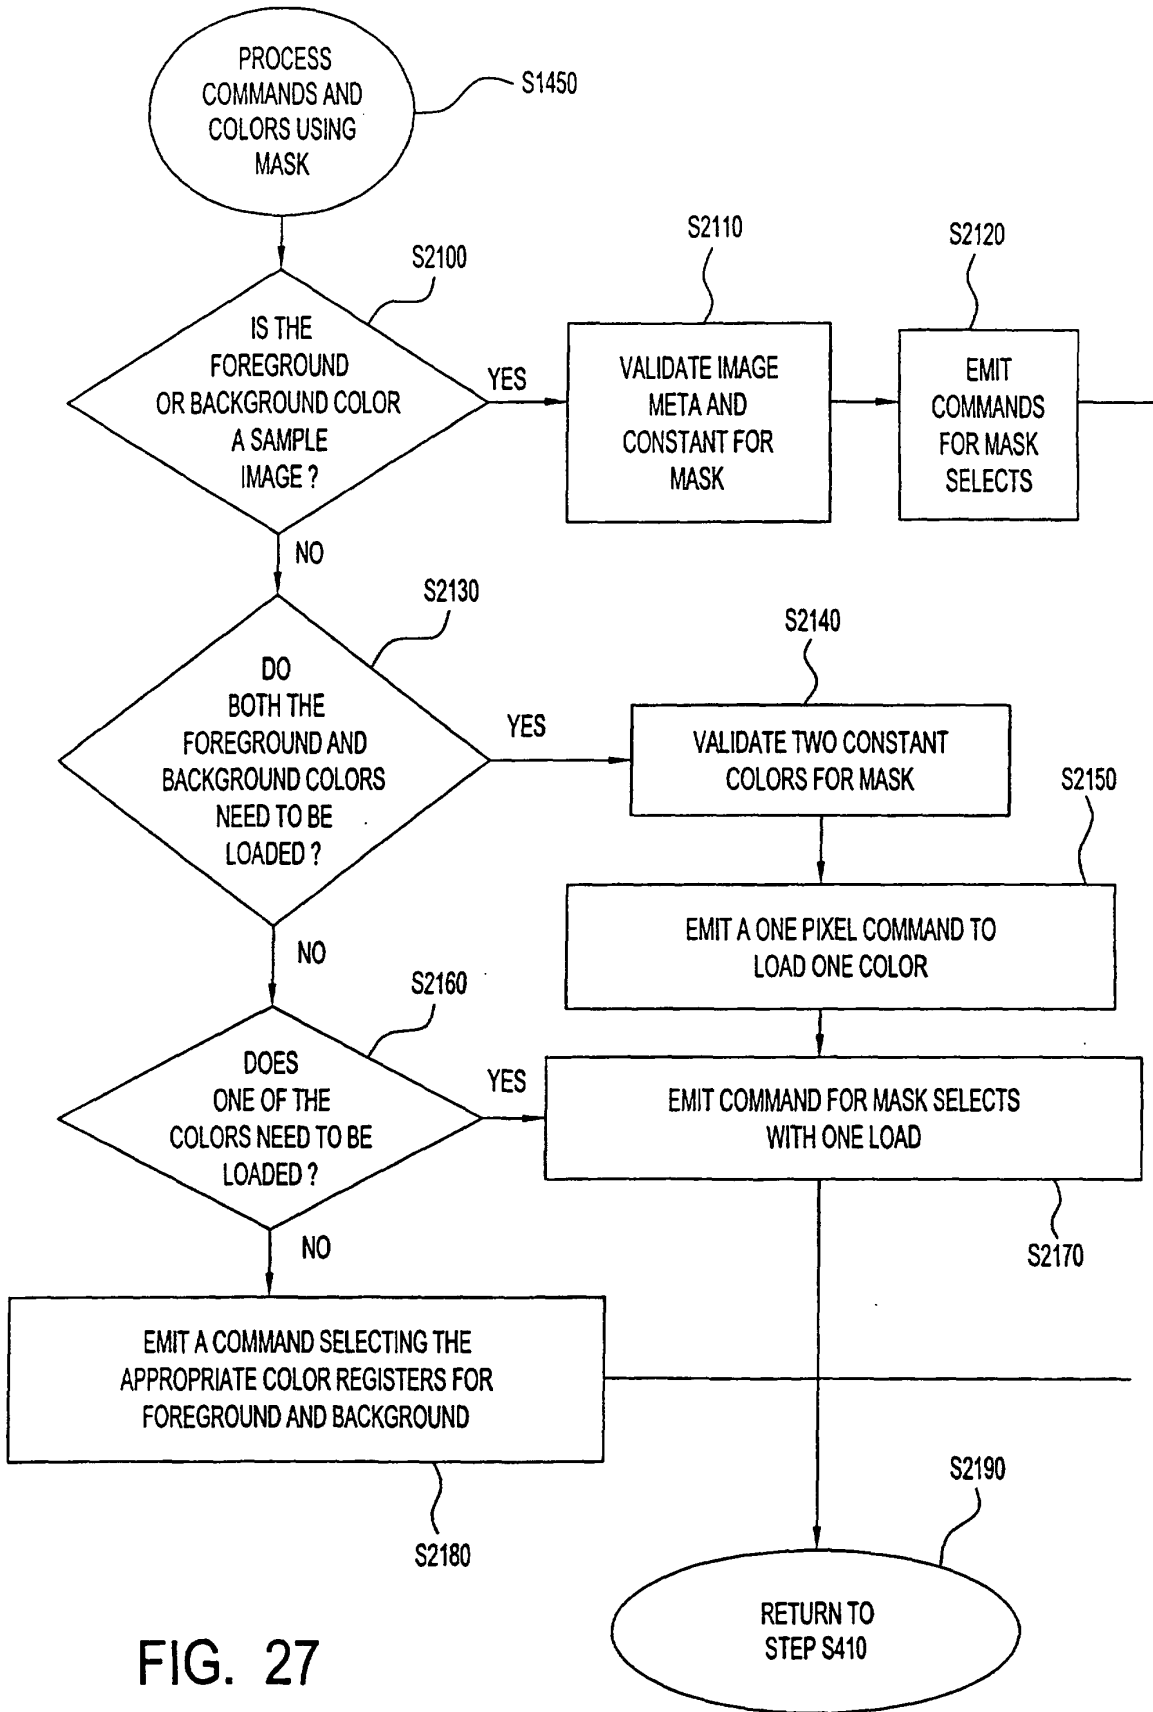 PROCESS
COMMANDS AND
COLORS USING
MASK
S1450
S2100
IS THE
FOREGROUND
OR BACKGROUND COLOR
A SAMPLE
IMAGE ?
YES
NO
S2110
VALIDATE IMAGE
META AND
CONSTANT FOR
MASK
S2120
EMIT
COMMANDS
FOR MASK
SELECTS
S2130
DO
BOTH THE
FOREGROUND AND
BACKGROUND COLORS
NEED TO BE
LOADED ?
YES
NO
S2140
VALIDATE TWO CONSTANT
COLORS FOR MASK
S2150
EMIT A ONE PIXEL COMMAND TO
LOAD ONE COLOR
S2160
DOES
ONE OF THE
COLORS NEED TO BE
LOADED ?
YES
NO
EMIT COMMAND FOR MASK SELECTS
WITH ONE LOAD
S2170
EMIT A COMMAND SELECTING THE
APPROPRIATE COLOR REGISTERS FOR
FOREGROUND AND BACKGROUND
S2180
S2190
RETURN TO
STEP S410
FIG. 27